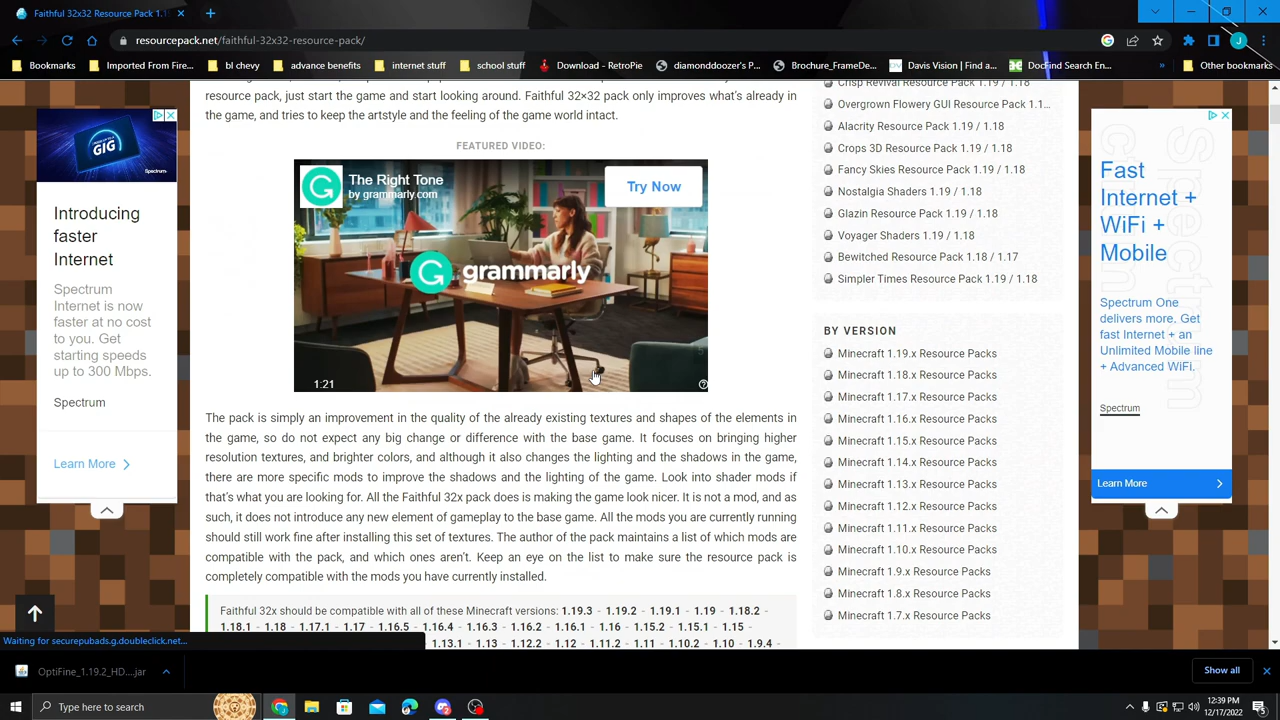 Faithful 32x32 Resource Pack 1.1
resourcepack.net/faithful-32x32-resource-pack/
J
Bookmarks
Imported From Fire...
bl chevy
advance benefits
internet stuff
school stuff
Download - RetroPie
diamonddoozer's P...
Brochure_FrameDe...
Davis Vision | Find a...
DocFind Search En...
»
Other bookmarks
resource pack, just start the game and start looking around. Faithful 32×32 pack only improves what's already in
the game, and tries to keep the artstyle and the feeling of the game world intact.
FEATURED VIDEO:
The Right Tone
by grammarly.com
Try Now
grammarly
1:21
The pack is simply an improvement in the quality of the already existing textures and shapes of the elements in
the game, so do not expect any big change or difference with the base game. It focuses on bringing higher
resolution textures, and brighter colors, and although it also changes the lighting and the shadows in the game,
there are more specific mods to improve the shadows and the lighting of the game. Look into shader mods if
that's what you are looking for. All the Faithful 32x pack does is making the game look nicer. It is not a mod, and as
such, it does not introduce any new element of gameplay to the base game. All the mods you are currently running
should still work fine after installing this set of textures. The author of the pack maintains a list of which mods are
compatible with the pack, and which ones aren't. Keep an eye on the list to make sure the resource pack is
completely compatible with the mods you have currently installed.
Faithful 32x should be compatible with all of these Minecraft versions: 1.19.3 - 1.19.2 - 1.19.1 - 1.19 - 1.18.2 -
1.18.1 - 1.18 - 1.17.1 - 1.17 - 1.16.5 - 1.16.4 - 1.16.3 - 1.16.2 - 1.16.1 - 1.16 - 1.15.2 - 1.15.1 - 1.15 -
1.13.1 - 1.13 - 1.12.2 - 1.12 - 1.11.2 - 1.11 - 1.10.2 - 1.10 - 1.9.4 -
Crisp Revival Resource Pack 1.19 / 1.18
Overgrown Flowery GUI Resource Pack 1.1...
Alacrity Resource Pack 1.19 / 1.18
Crops 3D Resource Pack 1.19 / 1.18
Fancy Skies Resource Pack 1.19 / 1.18
Nostalgia Shaders 1.19 / 1.18
Glazin Resource Pack 1.19 / 1.18
Voyager Shaders 1.19 / 1.18
Bewitched Resource Pack 1.18 / 1.17
Simpler Times Resource Pack 1.19 / 1.18
BY VERSION
Minecraft 1.19.x Resource Packs
Minecraft 1.18.x Resource Packs
Minecraft 1.17.x Resource Packs
Minecraft 1.16.x Resource Packs
Minecraft 1.15.x Resource Packs
Minecraft 1.14.x Resource Packs
Minecraft 1.13.x Resource Packs
Minecraft 1.12.x Resource Packs
Minecraft 1.11.x Resource Packs
Minecraft 1.10.x Resource Packs
Minecraft 1.9.x Resource Packs
Minecraft 1.8.x Resource Packs
Minecraft 1.7.x Resource Packs
GIG
Spectrum
Introducing
faster
Internet
Spectrum
Internet is now
faster at no cost
to you. Get
starting speeds
up to 300 Mbps.
Spectrum
Learn More
Fast
Internet +
WiFi +
Mobile
Spectrum One
delivers more. Get
fast Internet + an
Unlimited Mobile line
+ Advanced WiFi.
Spectrum
Learn More
Waiting for securepubads.g.doubleclick.net...
OptiFine_1.19.2_HD....jar
Show all
Type here to search
12:39 PM
12/17/2022
5